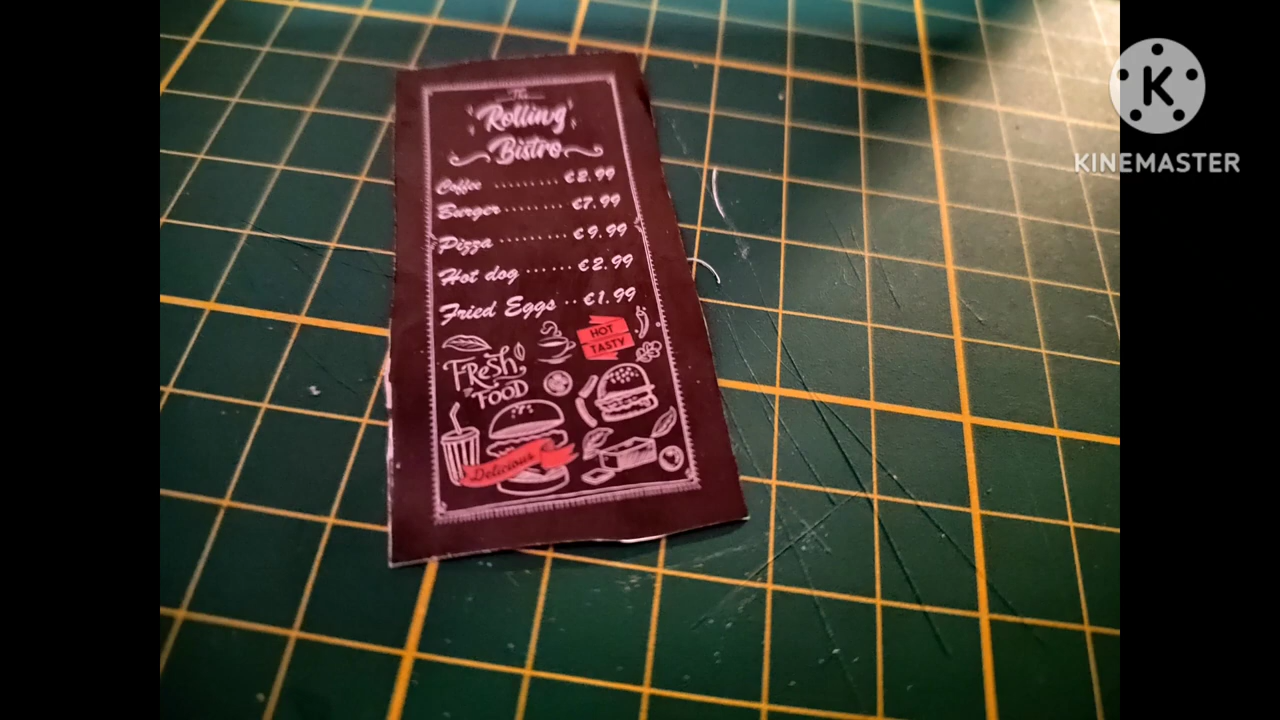 The
Rolling
Bistro
Coffee ......... €2.99
Burger ........ €7.99
Pizza ......... €9.99
Hot dog ...... €2.99
Fried Eggs .. €1.99
HOT
TASTY
FResH
FOOD
Delicious
K
KINEMASTER